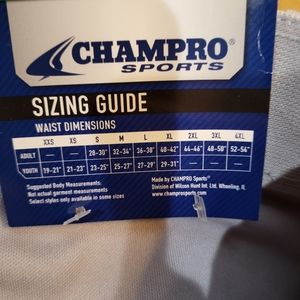 CHAMPRO®
SPORTS
SIZING GUIDE
WAIST DIMENSIONS
XXS XS S M L XL 2XL 3XL 4XL
ADULT - - 28-30" 32-34" 36-38" 40-42" 44-46" 48-50" 52-54"
YOUTH 19-21" 21-23" 23-25" 25-27" 27-29" 29-31" - - -
Suggested Body Measurements.
Not actual garment measurements
Select styles only available in some sizes
Made by CHAMPRO Sports®
Division of Wilson Hunt Int. Ltd. Wheeling, IL
www.champrosports.com